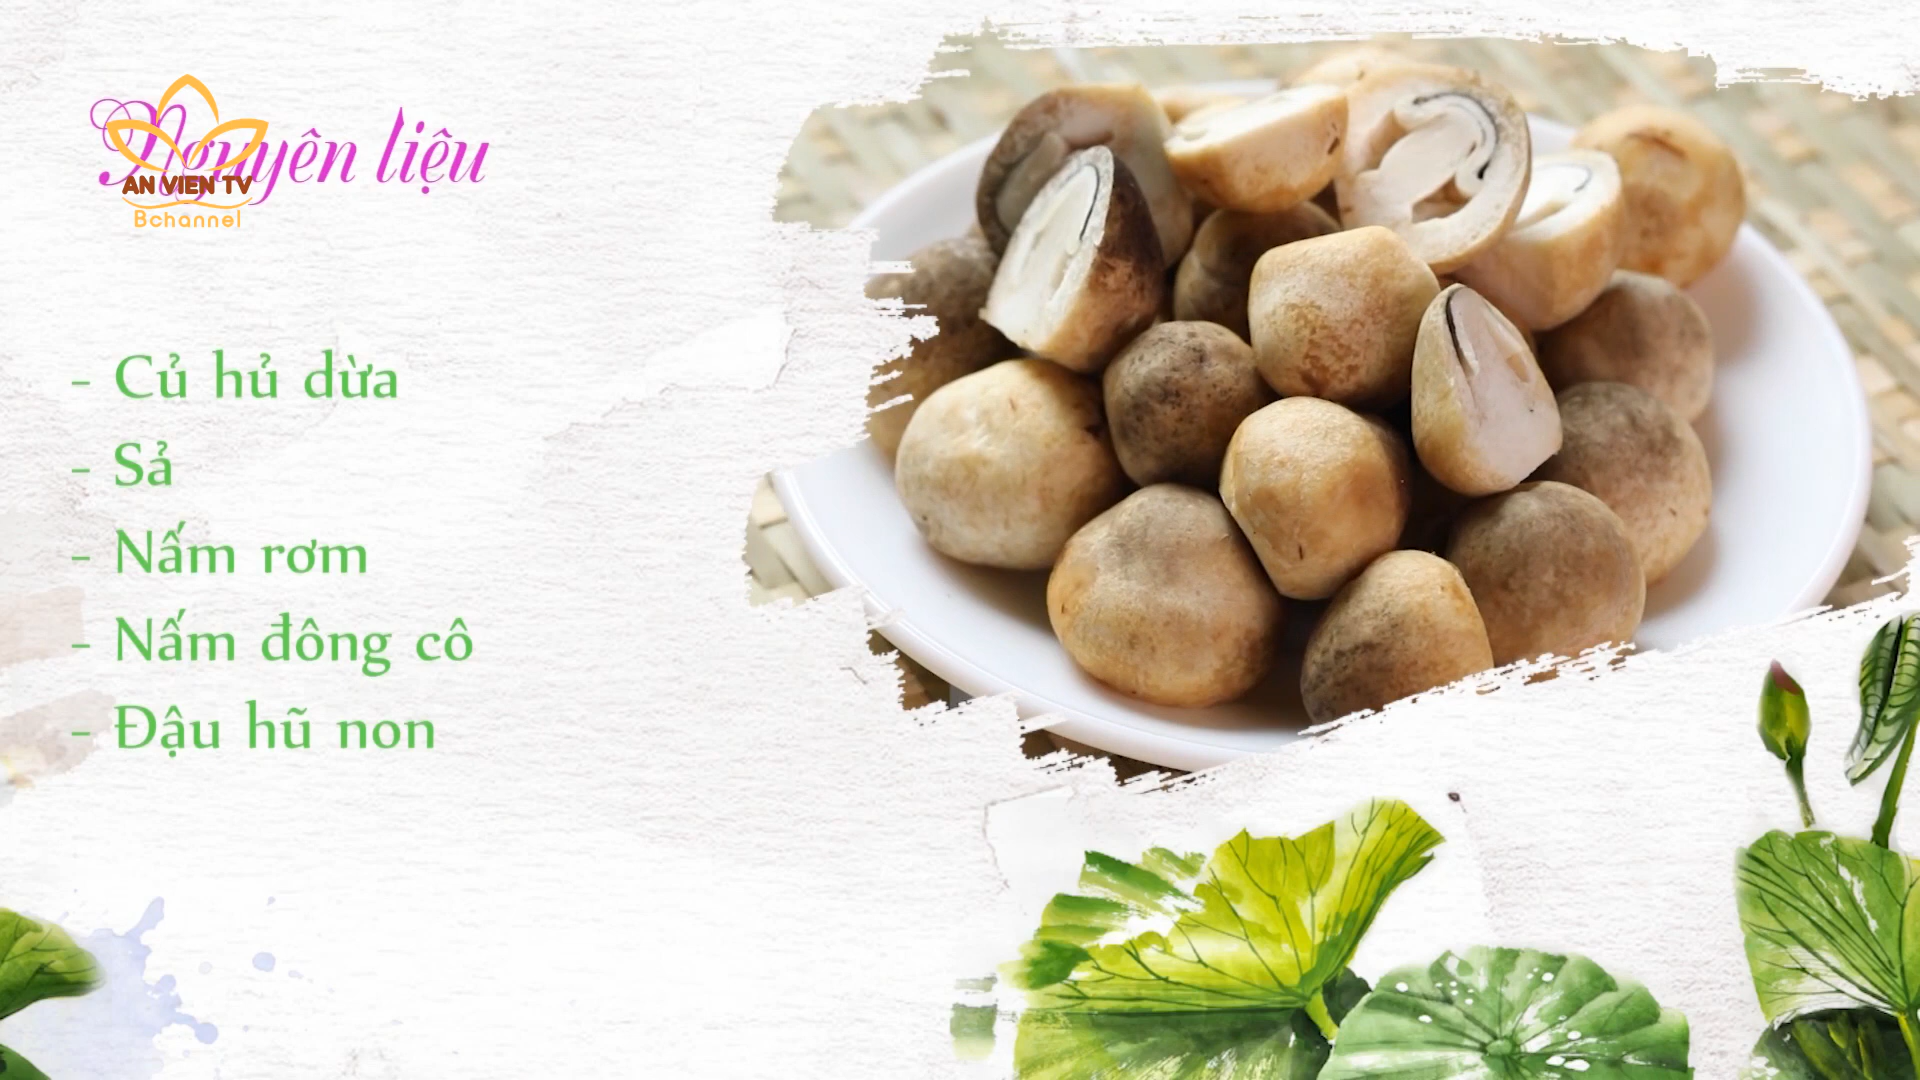 Nguyên liệu
AN VIEN TV
Bchannel
- Củ hủ dừa
- Sả
- Nấm rơm
- Nấm đông cô
- Đậu hũ non